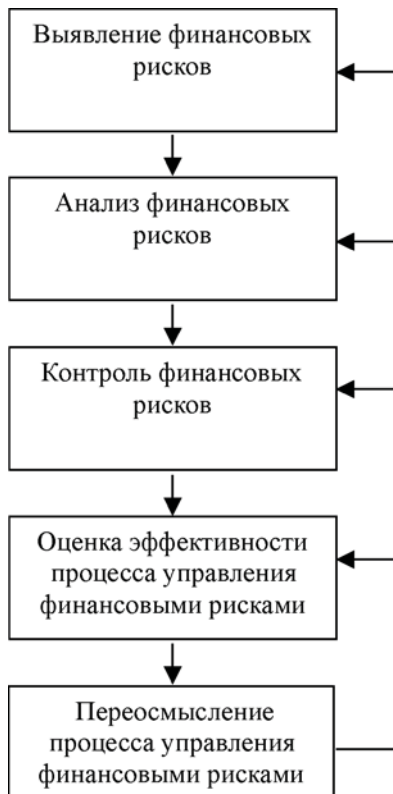 Выявление финансовых
рисков
Анализ финансовых
рисков
Контроль финансовых
рисков
Оценка эффективности
процесса управления
финансовыми рисками
Переосмысление
процесса управления
финансовыми рисками